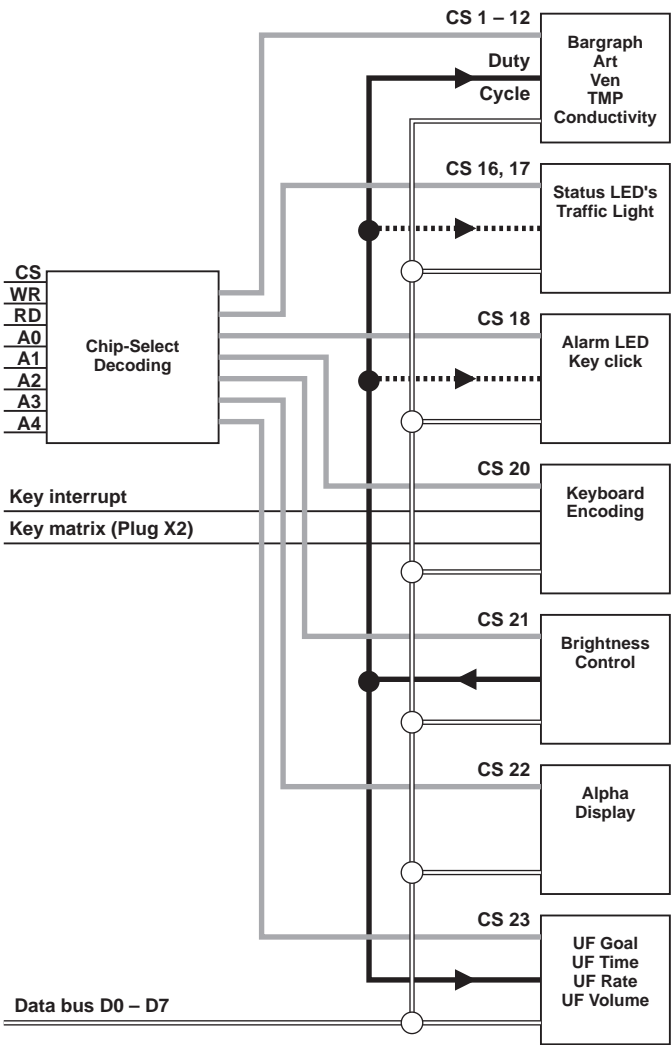 CS 1 – 12
Bargraph
Art
Ven
TMP
Conductivity
Duty
Cycle
CS 16, 17
Status LED's
Traffic Light
CS
WR
RD
A0
A1
A2
A3
A4
Chip-Select
Decoding
CS 18
Alarm LED
Key click
CS 20
Keyboard
Encoding
Key interrupt
Key matrix (Plug X2)
CS 21
Brightness
Control
CS 22
Alpha
Display
CS 23
UF Goal
UF Time
UF Rate
UF Volume
Data bus D0 – D7